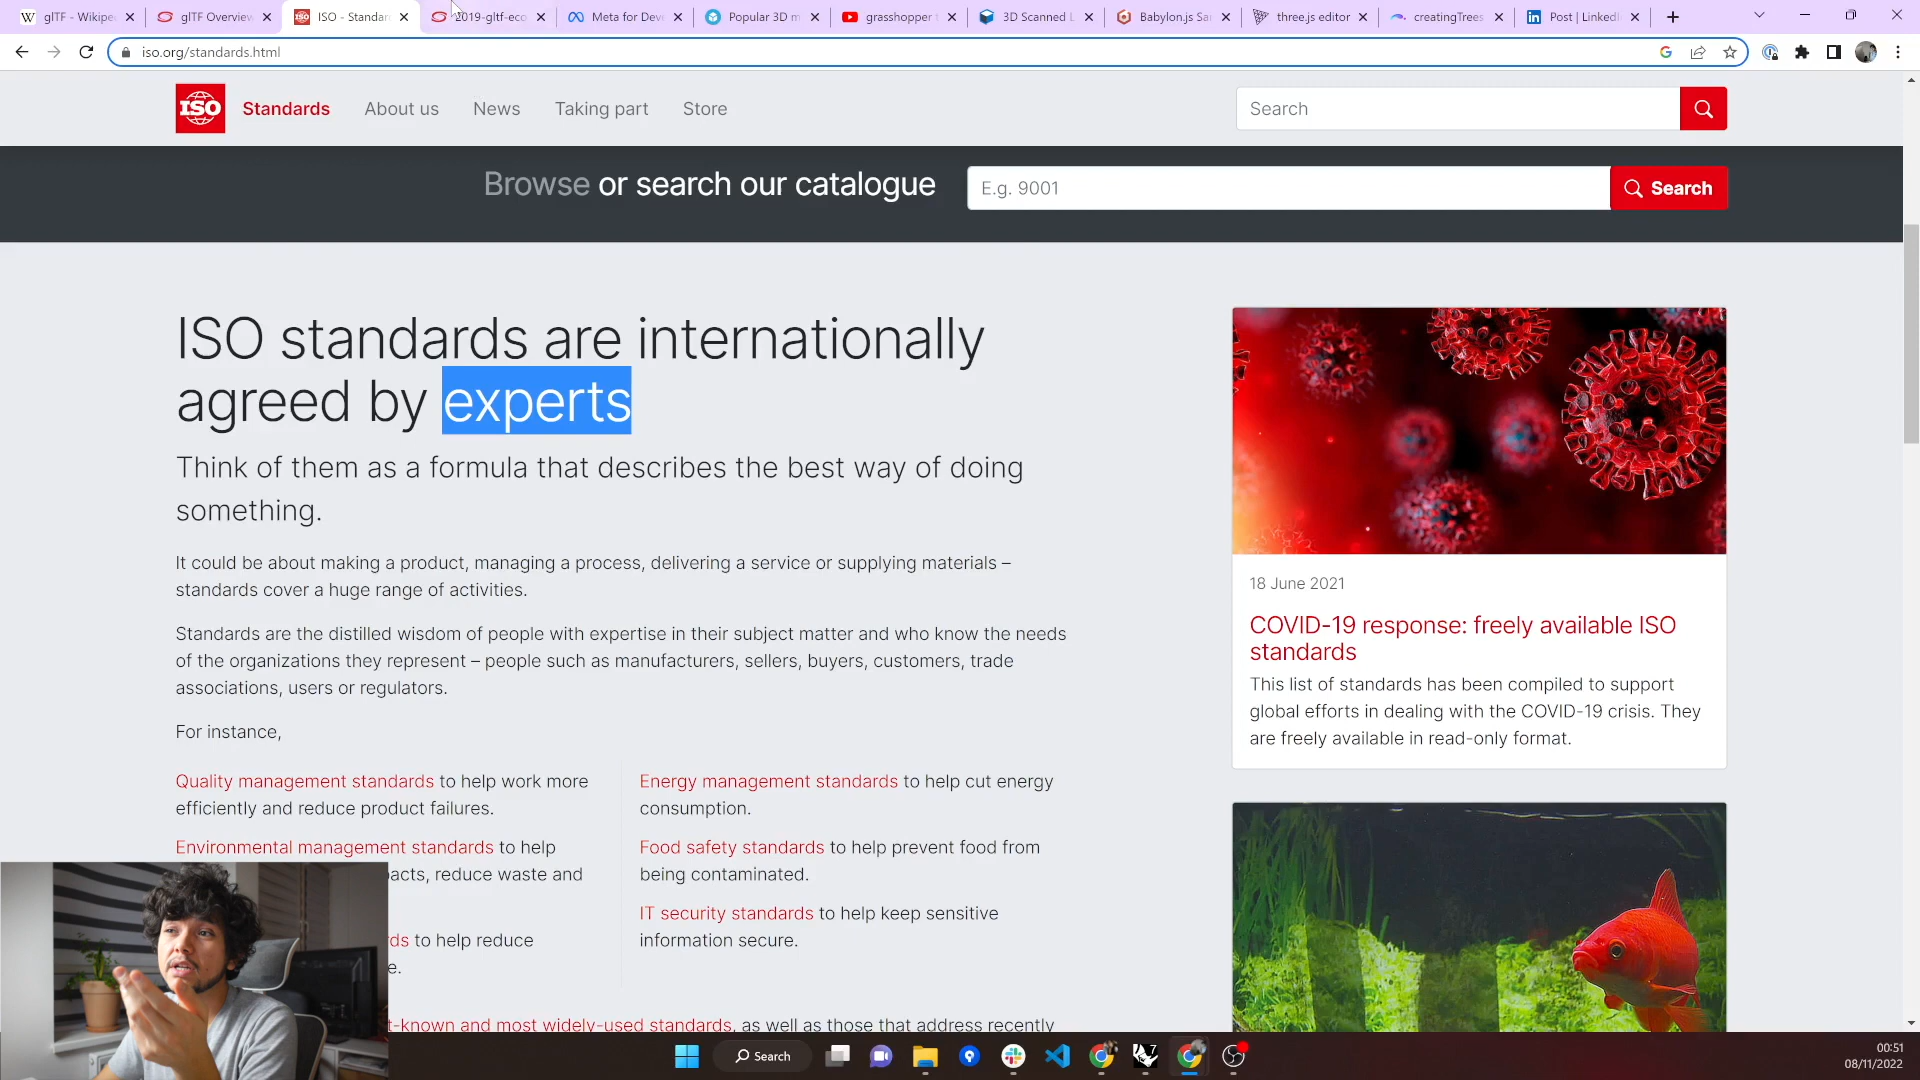 glTF - Wikipe
glTF Overview
ISO - Standar
2019-gltf-eco
Meta for Dev
Popular 3D m
grasshopper t
3D Scanned
Babylon.js Sa
three.js editor
creatingTrees
Post | LinkedI
iso.org/standards.html
ISO
Standards
About us
News
Taking part
Store
Search
Browse or search our catalogue
E.g. 9001
Search
ISO standards are internationally
agreed by experts
Think of them as a formula that describes the best way of doing
something.
It could be about making a product, managing a process, delivering a service or supplying materials –
standards cover a huge range of activities.
Standards are the distilled wisdom of people with expertise in their subject matter and who know the needs
of the organizations they represent – people such as manufacturers, sellers, buyers, customers, trade
associations, users or regulators.
For instance,
Quality management standards to help work more
efficiently and reduce product failures.
Environmental management standards to help
acts, reduce waste and
ds to help reduce
e.
Energy management standards to help cut energy
consumption.
Food safety standards to help prevent food from
being contaminated.
IT security standards to help keep sensitive
information secure.
t-known and most widely-used standards, as well as those that address recently
18 June 2021
COVID-19 response: freely available ISO
standards
This list of standards has been compiled to support
global efforts in dealing with the COVID-19 crisis. They
are freely available in read-only format.
Search
00:51
08/11/2022